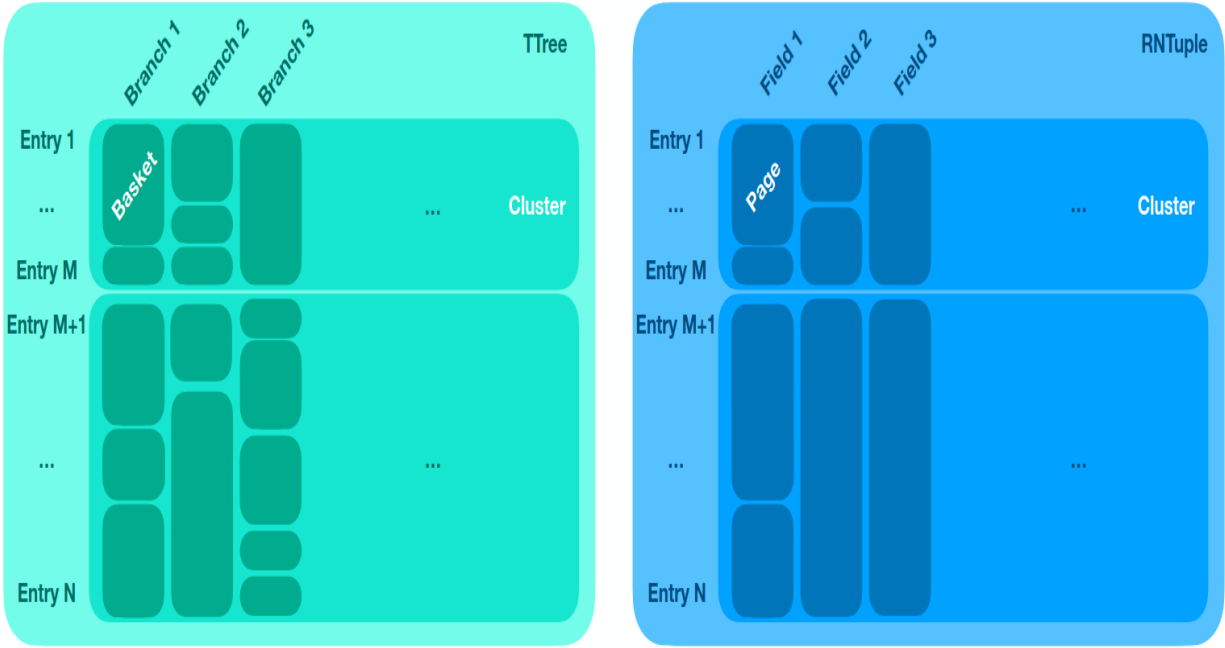 TTree
Branch 1
Branch 2
Branch 3
Entry 1
...
Entry M
Basket
...
Cluster
Entry M+1
...
Entry N
...
RNTuple
Field 1
Field 2
Field 3
Entry 1
...
Entry M
Page
...
Cluster
Entry M+1
...
Entry N
...